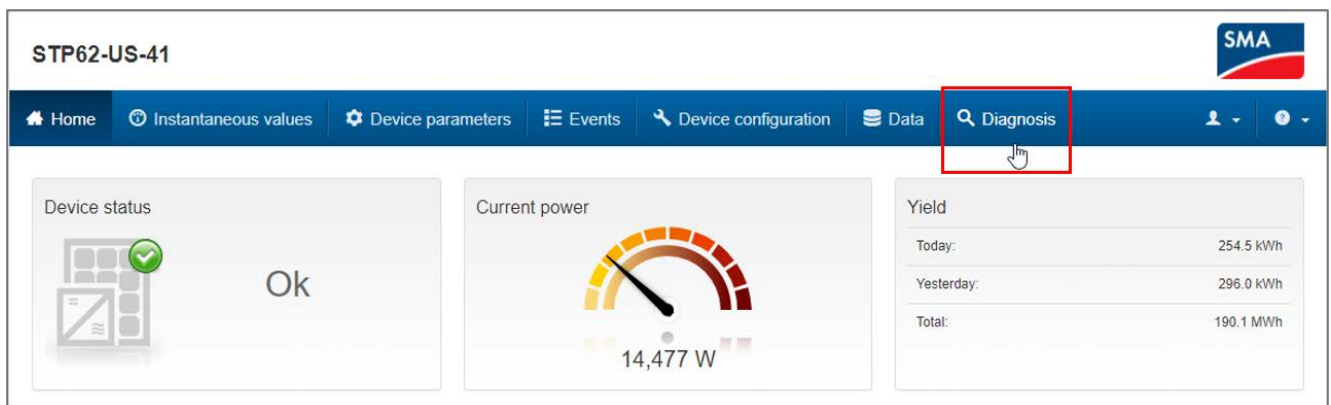 STP62-US-41
SMA
Home Instantaneous values Device parameters Events Device configuration Data Diagnosis
Device status
Ok
Current power
14,477 W
Yield
Today: 254.5 kWh
Yesterday: 296.0 kWh
Total: 190.1 MWh